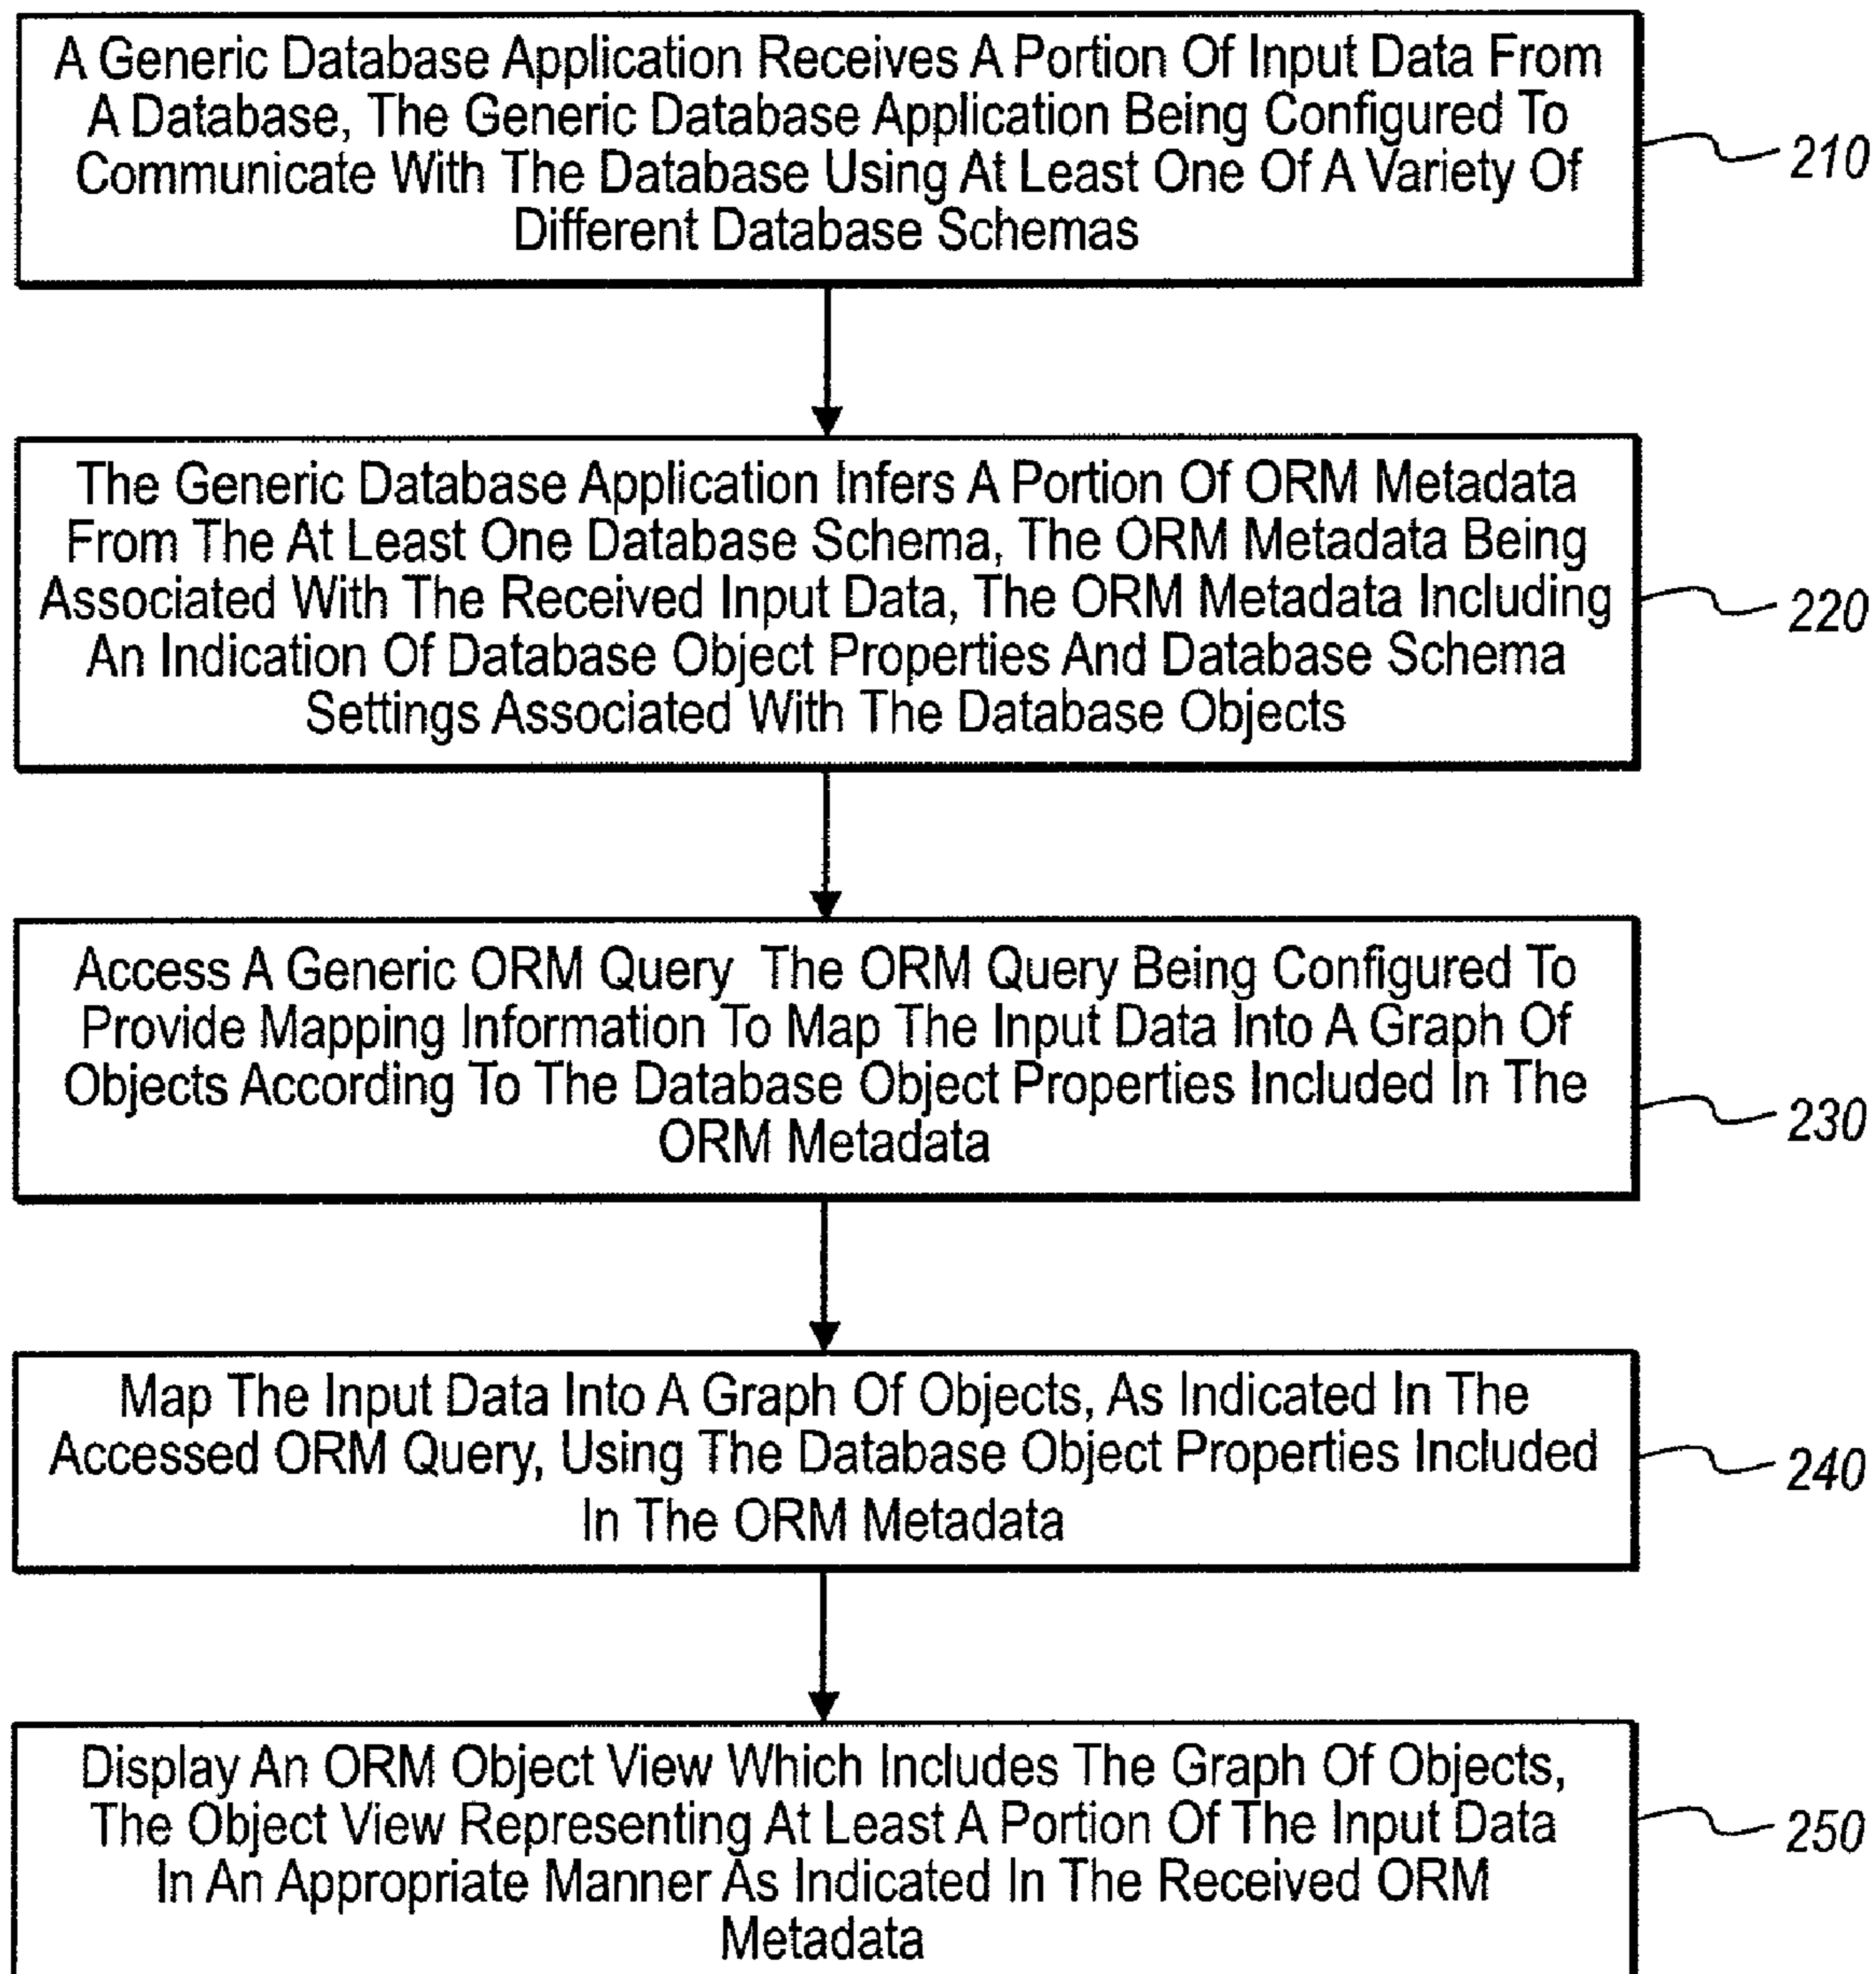 A Generic Database Application Receives A Portion Of Input Data From
A Database, The Generic Database Application Being Configured To
Communicate With The Database Using At Least One Of A Variety Of
Different Database Schemas
210
The Generic Database Application Infers A Portion Of ORM Metadata
From The At Least One Database Schema, The ORM Metadata Being
Associated With The Received Input Data, The ORM Metadata Including
An Indication Of Database Object Properties And Database Schema
Settings Associated With The Database Objects
220
Access A Generic ORM Query The ORM Query Being Configured To
Provide Mapping Information To Map The Input Data Into A Graph Of
Objects According To The Database Object Properties Included In The
ORM Metadata
230
Map The Input Data Into A Graph Of Objects, As Indicated In The
Accessed ORM Query, Using The Database Object Properties Included
In The ORM Metadata
240
Display An ORM Object View Which Includes The Graph Of Objects,
The Object View Representing At Least A Portion Of The Input Data
In An Appropriate Manner As Indicated In The Received ORM
Metadata
250